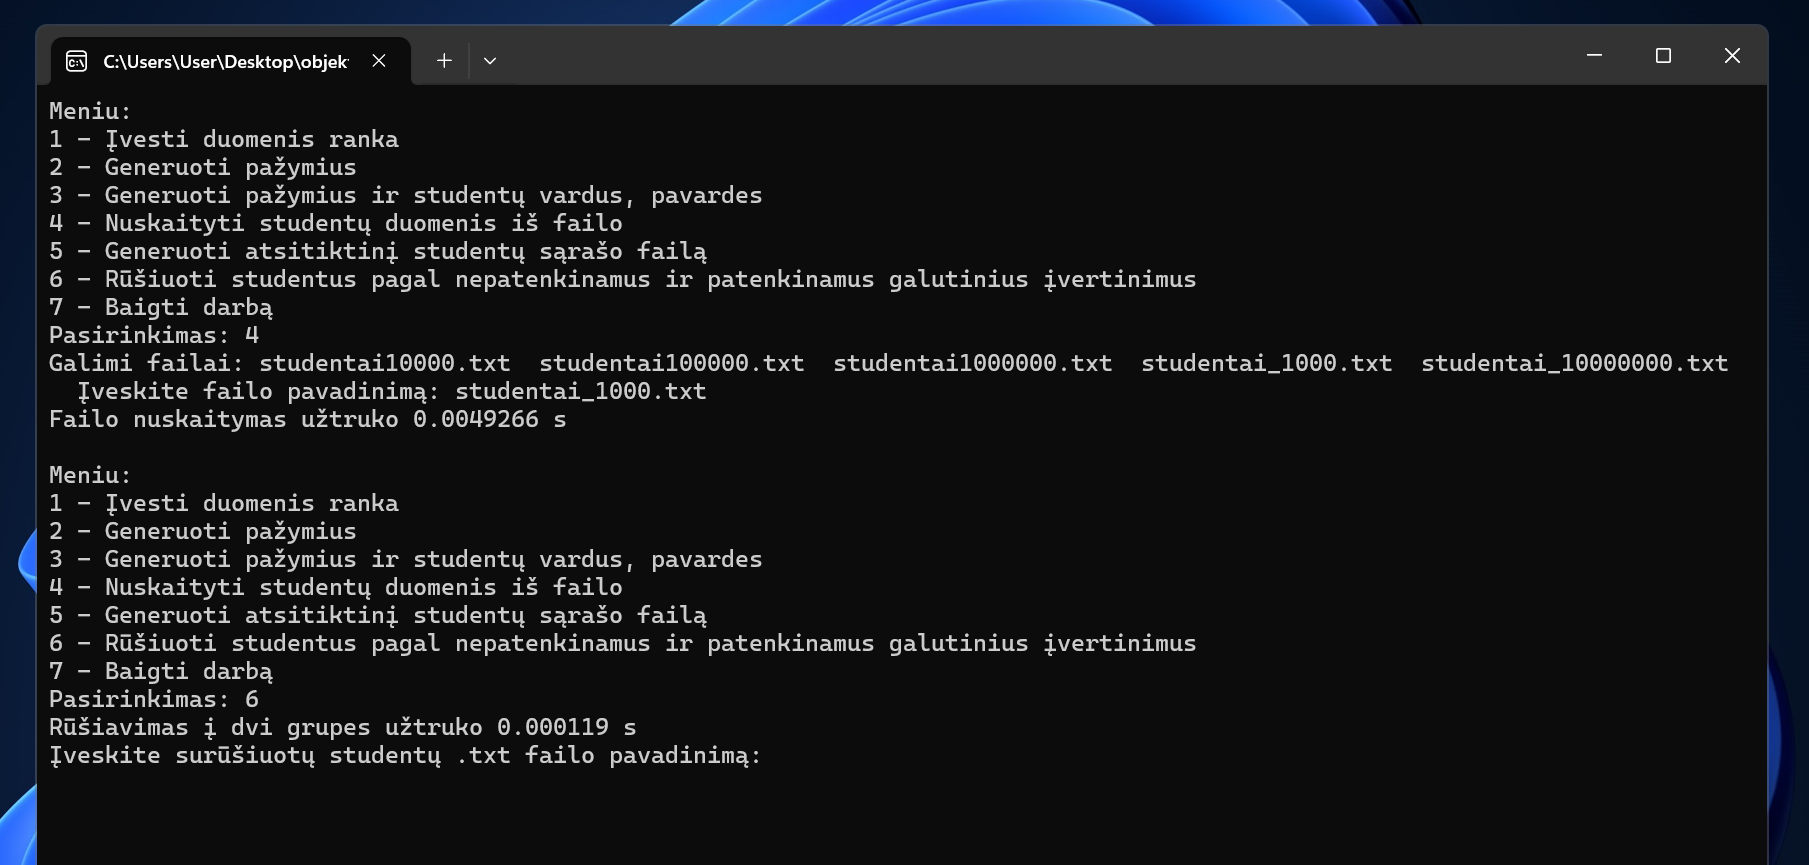 C:\Users\User\Desktop\objek
Meniu:
1 - Įvesti duomenis ranka
2 - Generuoti pažymius
3 - Generuoti pažymius ir studentų vardus, pavardes
4 - Nuskaityti studentų duomenis iš failo
5 - Generuoti atsitiktinį studentų sąrašo failą
6 - Rūšiuoti studentus pagal nepatenkinamus ir patenkinamus galutinius įvertinimus
7 - Baigti darbą
Pasirinkimas: 4
Galimi failai: studentai10000.txt  studentai100000.txt  studentai1000000.txt  studentai_1000.txt  studentai_10000000.txt
  Įveskite failo pavadinimą: studentai_1000.txt
Failo nuskaitymas užtruko 0.0049266 s

Meniu:
1 - Įvesti duomenis ranka
2 - Generuoti pažymius
3 - Generuoti pažymius ir studentų vardus, pavardes
4 - Nuskaityti studentų duomenis iš failo
5 - Generuoti atsitiktinį studentų sąrašo failą
6 - Rūšiuoti studentus pagal nepatenkinamus ir patenkinamus galutinius įvertinimus
7 - Baigti darbą
Pasirinkimas: 6
Rūšiavimas į dvi grupes užtruko 0.000119 s
Įveskite surūšiuotų studentų .txt failo pavadinimą: